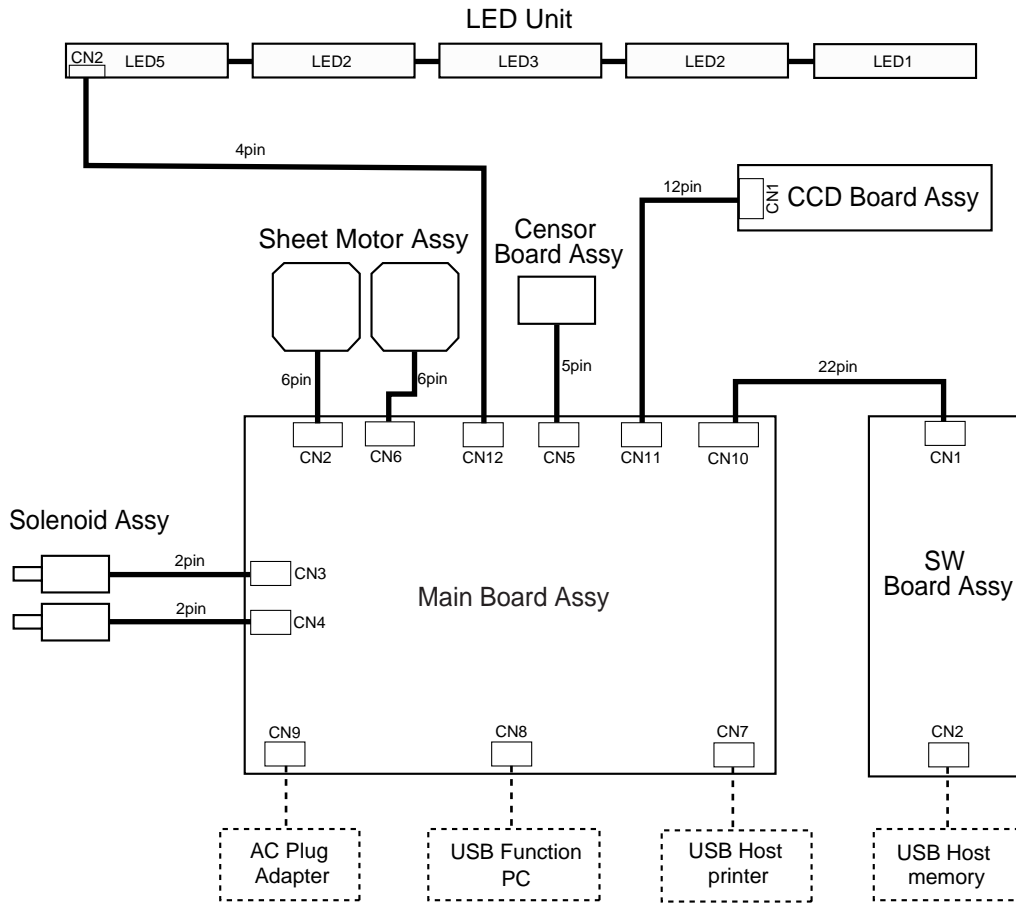 LED Unit
CN2
LED5
LED2
LED3
LED2
LED1
4pin
12pin
CN1
CCD Board Assy
Sheet Motor Assy
Censor
Board Assy
6pin
6pin
5pin
22pin
CN2
CN6
CN12
CN5
CN11
CN10
CN1
Solenoid Assy
2pin
CN3
2pin
CN4
Main Board Assy
SW
Board Assy
CN9
CN8
CN7
CN2
AC Plug
Adapter
USB Function
PC
USB Host
printer
USB Host
memory